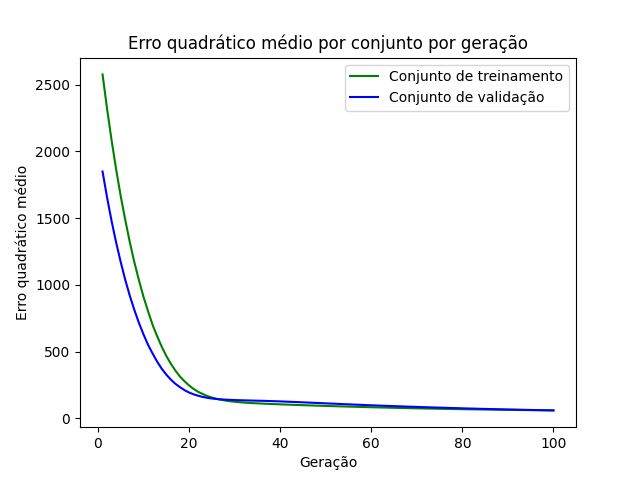 Erro quadrático médio por conjunto por geração
Conjunto de treinamento
Conjunto de validação
Erro quadrático médio
2500
2000
1500
1000
500
0
0 20 40 60 80 100
Geração